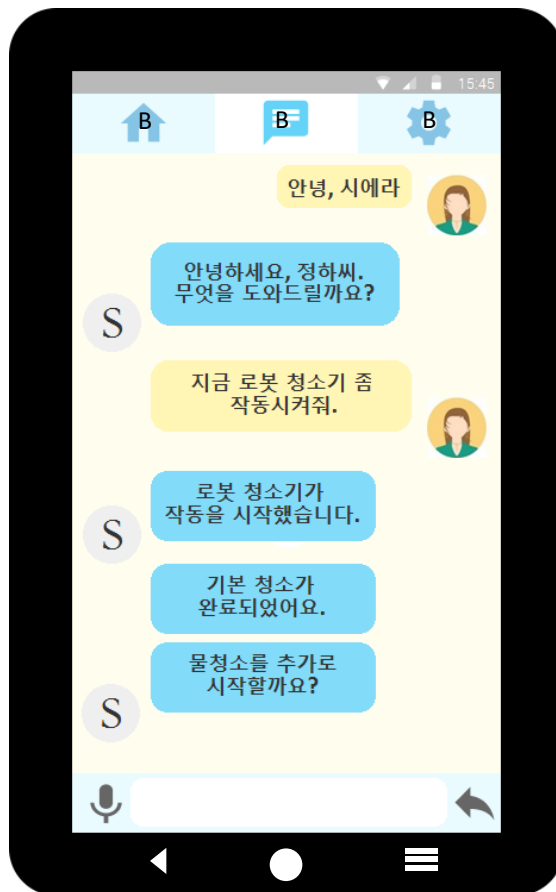 15:45
B
B
B
안녕, 시에라
안녕하세요, 정하씨.
무엇을 도와드릴까요?
S
지금 로봇 청소기 좀
작동시켜줘.
로봇 청소기가
작동을 시작했습니다.
S
기본 청소가
완료되었어요.
물청소를 추가로
시작할까요?
S